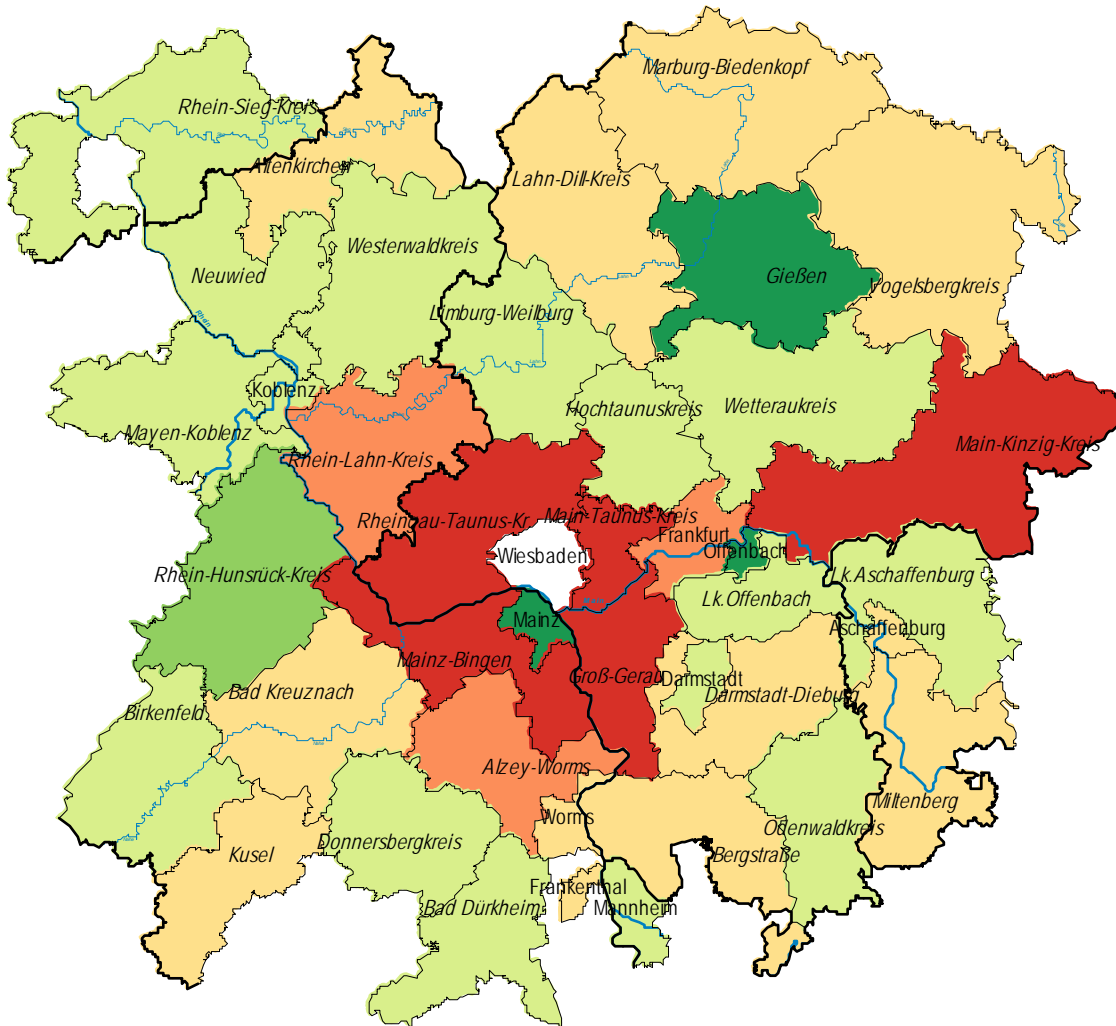 Marburg-Biedenkopf
Rhein-Sieg-Kreis
Altenkirchen
Lahn-Dill-Kreis
Westerwaldkreis
Neuwied
Gießen
Vogelsbergkreis
Limburg-Weilburg
Rhein
Koblenz
Hochtaunuskreis
Wetteraukreis
Mayen-Koblenz
Main-Kinzig-Kreis
Rhein-Lahn-Kreis
Rheingau-Taunus-Kr.
Main-Taunus-Kreis
Frankfurt
Wiesbaden
Offenbach
Rhein-Hunsrück-Kreis
Lk.Aschaffenburg
Lk.Offenbach
Main
Mainz
Aschaffenburg
Mainz-Bingen
Groß-Gerau
Darmstadt
Darmstadt-Dieburg
Bad Kreuznach
Birkenfeld
Alzey-Worms
Miltenberg
Worms
Odenwaldkreis
Donnersbergkreis
Kusel
Bergstraße
Frankenthal
Bad Dürkheim
Mannheim